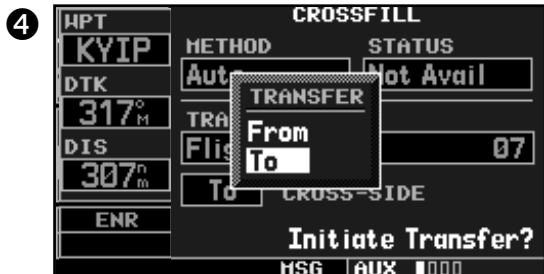 4
CROSSFILL
WPT
KYIP
DTK
317°M
DIS
307nm
ENR
METHOD
STATUS
Not Avail
TRANSFER
From
To
07
To CROSS-SIDE
Initiate Transfer?
MSG AUX